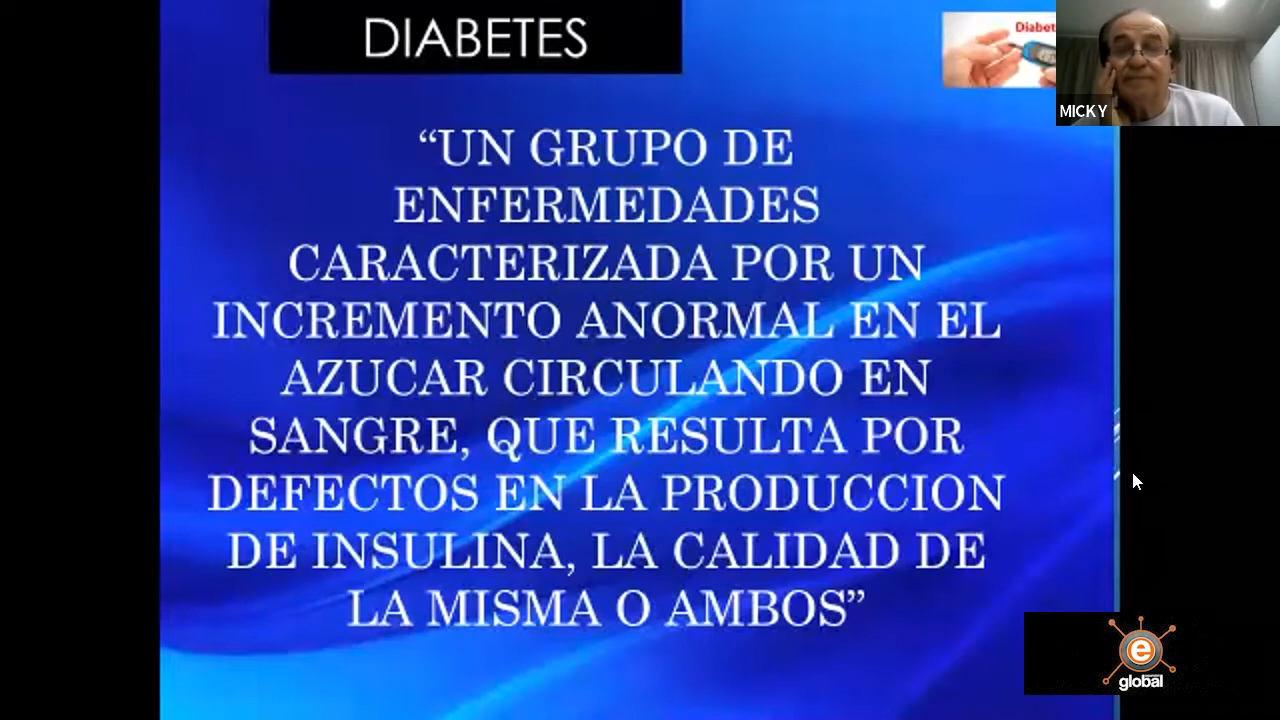 DIABETES
Diabet
MICKY
“UN GRUPO DE
ENFERMEDADES
CARACTERIZADA POR UN
INCREMENTO ANORMAL EN EL
AZUCAR CIRCULANDO EN
SANGRE, QUE RESULTA POR
DEFECTOS EN LA PRODUCCION
DE INSULINA, LA CALIDAD DE
LA MISMA O AMBOS”
e
global